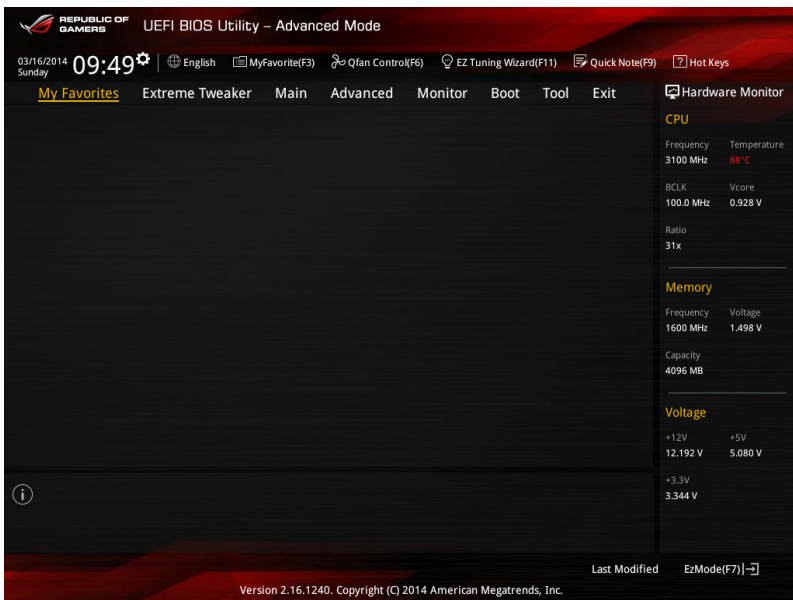 REPUBLIC OF
GAMERS
UEFI BIOS Utility – Advanced Mode
03/16/2014
Sunday
09:49
English
MyFavorite(F3)
Qfan Control(F6)
EZ Tuning Wizard(F11)
Quick Note(F9)
? Hot Keys
My Favorites Extreme Tweaker Main Advanced Monitor Boot Tool Exit
Hardware Monitor
CPU
Frequency Temperature
3100 MHz 88°C
BCLK Vcore
100.0 MHz 0.928 V
Ratio
31x
Memory
Frequency Voltage
1600 MHz 1.498 V
Capacity
4096 MB
Voltage
+12V +5V
12.192 V 5.080 V
+3.3V
3.344 V
i
Last Modified
EzMode(F7)
Version 2.16.1240. Copyright (C) 2014 American Megatrends, Inc.